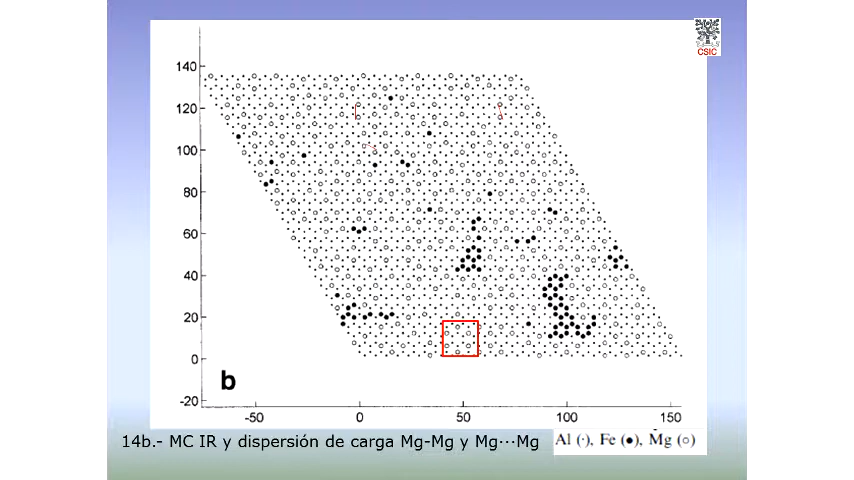 CSIC
140
120
100
80
60
40
20
0
-20
b
-50 0 50 100 150
14b.- MC IR y dispersión de carga Mg-Mg y Mg···Mg
Al (·), Fe (●), Mg (○)